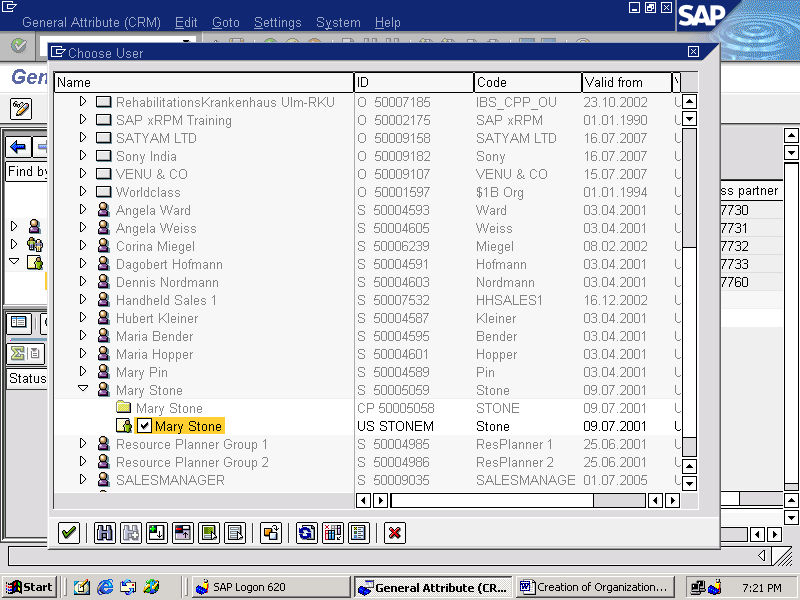 General Attribute (CRM) Edit Goto Settings System Help
SAP
Choose User
Gen
Find by
Status
Name ID Code Valid from
RehabilitationsKrankenhaus Ulm-RKU O 50007185 IBS_CPP_OU 23.10.2002 U
SAP xRPM Training O 50002175 SAP xRPM 01.01.1990 U
SATYAM LTD O 50009158 SATYAM LTD 16.07.2007 U
Sony India O 50009182 Sony 16.07.2007 U
VENU & CO O 50009107 VENU & CO 15.07.2007 U
Worldclass O 50001597 $1B Org 01.01.1994 U
Angela Ward S 50004593 Ward 03.04.2001 U
Angela Weiss S 50004605 Weiss 03.04.2001 U
Corina Miegel S 50006239 Miegel 08.02.2002 U
Dagobert Hofmann S 50004591 Hofmann 03.04.2001 U
Dennis Nordmann S 50004603 Nordmann 03.04.2001 U
Handheld Sales 1 S 50007532 HHSALES1 16.12.2002 U
Hubert Kleiner S 50004587 Kleiner 03.04.2001 U
Maria Bender S 50004595 Bender 03.04.2001 U
Maria Hopper S 50004601 Hopper 03.04.2001 U
Mary Pin S 50004589 Pin 03.04.2001 U
Mary Stone S 50005059 Stone 09.07.2001 U
Mary Stone CP 50005058 STONE 09.07.2001 U
Mary Stone US STONEM Stone 09.07.2001 U
Resource Planner Group 1 S 50004985 ResPlanner 1 25.06.2001 U
Resource Planner Group 2 S 50004986 ResPlanner 2 25.06.2001 U
SALESMANAGER S 50009035 SALESMANAGE 01.07.2005 U
ss partner
7730
7731
7732
7733
7760
Start SAP Logon 620 General Attribute (CR... Creation of Organization... 7:21 PM